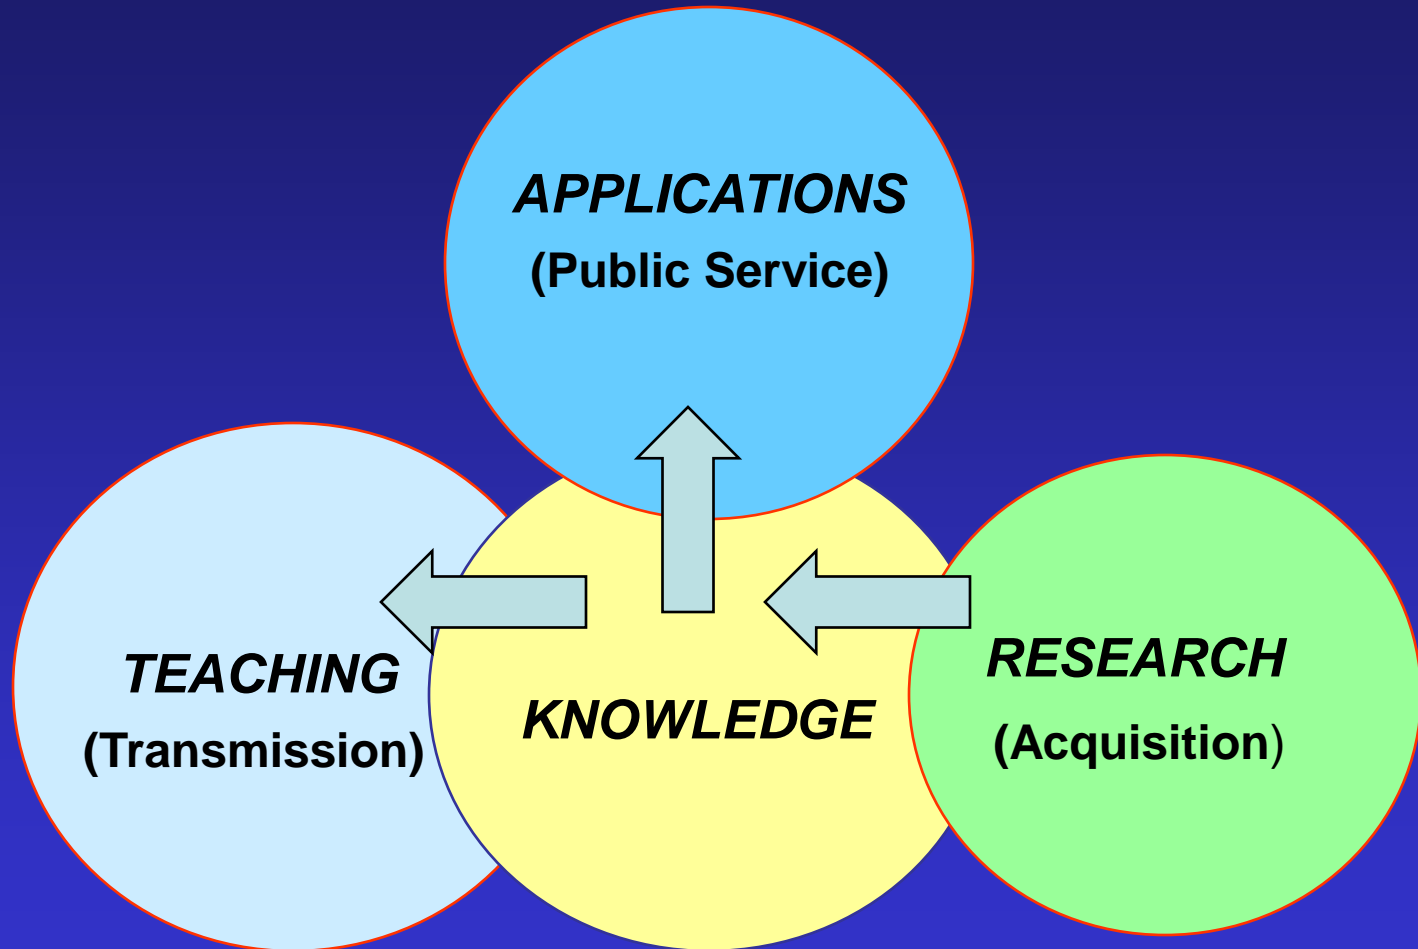 APPLICATIONS
(Public Service)
TEACHING
(Transmission)
KNOWLEDGE
RESEARCH
(Acquisition)